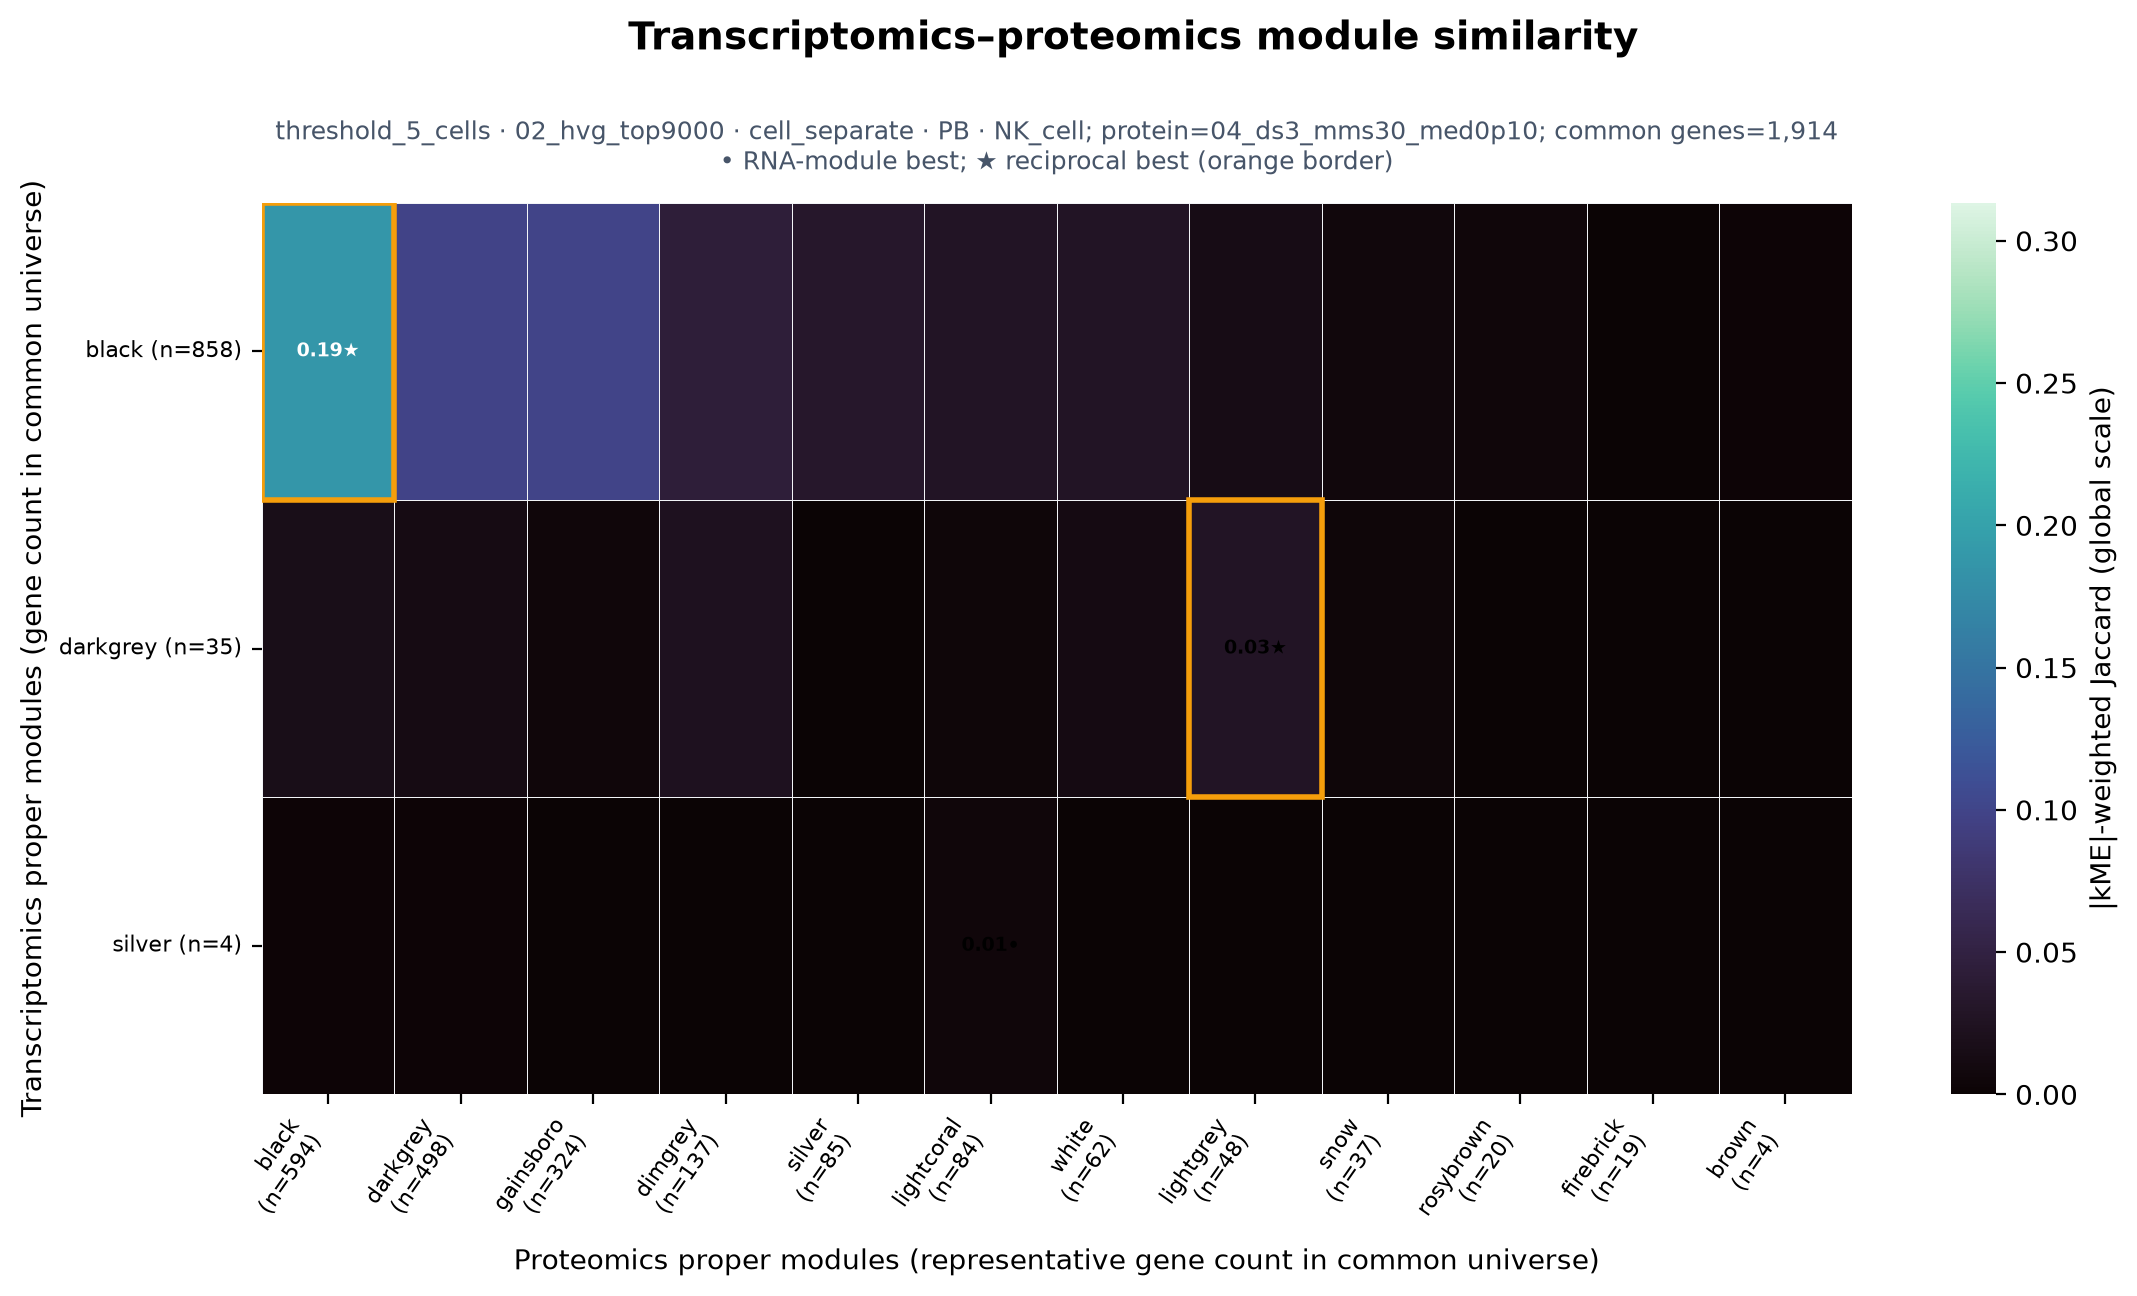 Transcriptomics–proteomics module similarity
threshold_5_cells · 02_hvg_top9000 · cell_separate · PB · NK_cell; protein=04_ds3_mms30_med0p10; common genes=1,914
• RNA-module best; ★ reciprocal best (orange border)
Transcriptomics proper modules (gene count in common universe)
black (n=858)
darkgrey (n=35)
silver (n=4)
0.19★
0.03★
0.01•
black
(n=594)
darkgrey
(n=498)
gainsboro
(n=324)
dimgrey
(n=137)
silver
(n=85)
lightcoral
(n=84)
white
(n=62)
lightgrey
(n=48)
snow
(n=37)
rosybrown
(n=20)
firebrick
(n=19)
brown
(n=4)
Proteomics proper modules (representative gene count in common universe)
0.30
0.25
0.20
0.15
0.10
0.05
0.00
|kME|-weighted Jaccard (global scale)